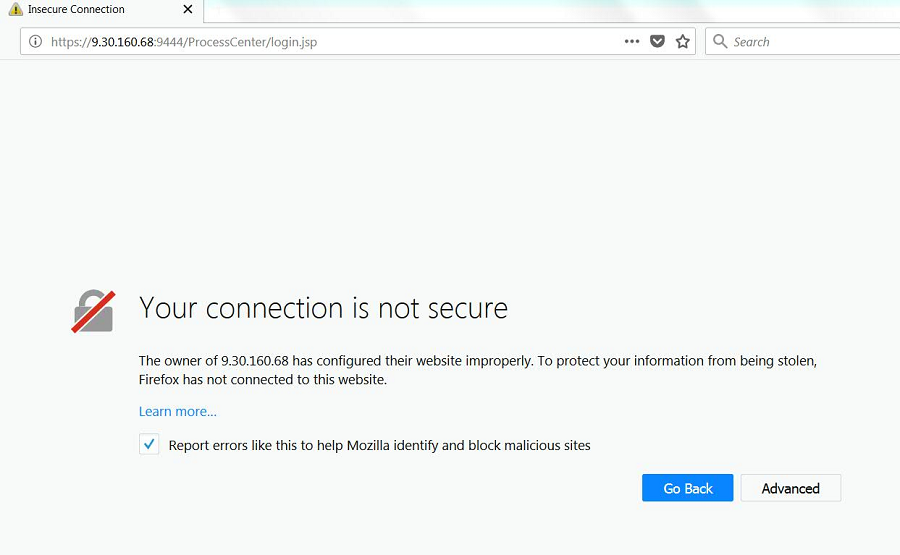 Insecure Connection
https://9.30.160.68:9444/ProcessCenter/login.jsp
Search
Your connection is not secure
The owner of 9.30.160.68 has configured their website improperly. To protect your information from being stolen,
Firefox has not connected to this website.
Learn more...
Report errors like this to help Mozilla identify and block malicious sites
Go Back
Advanced